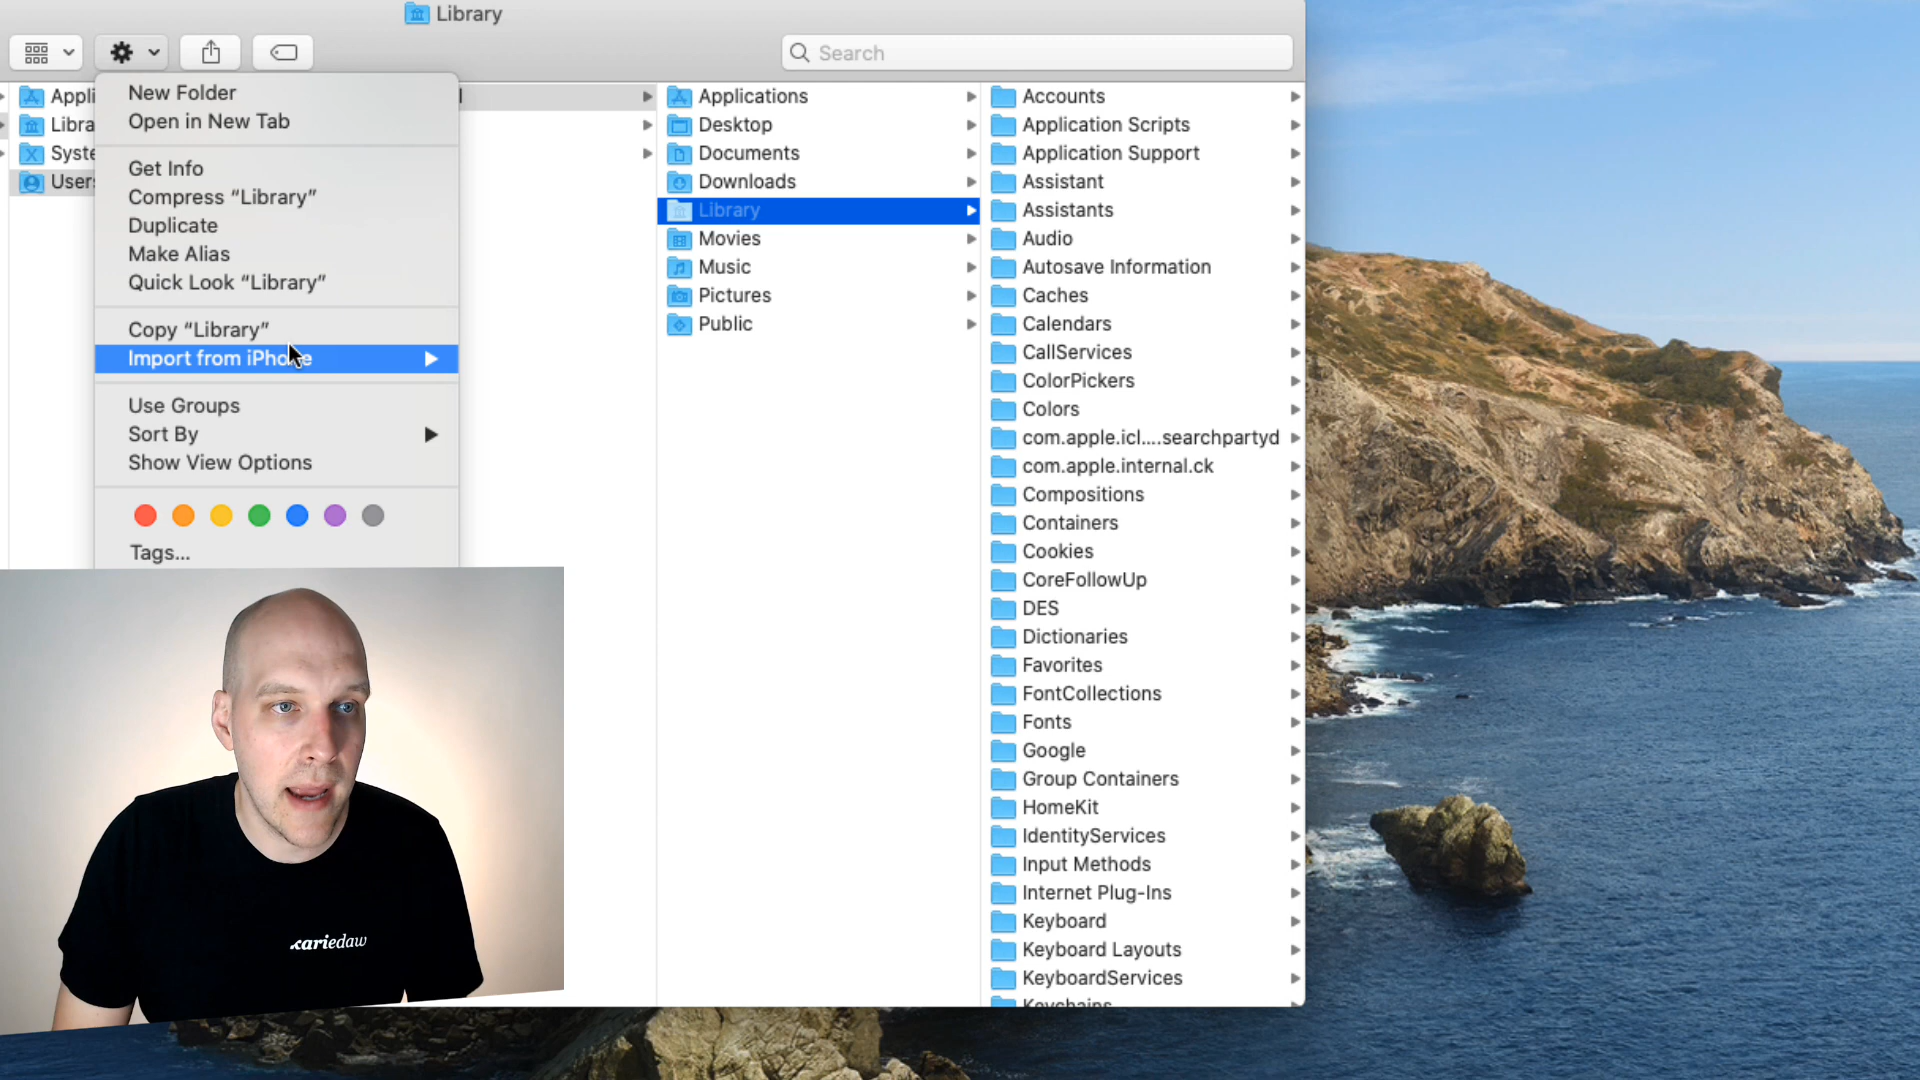 Library
Search
Appli
Libra
Syste
Users
New Folder
Open in New Tab
Get Info
Compress “Library”
Duplicate
Make Alias
Quick Look “Library”
Copy “Library”
Import from iPhone
Use Groups
Sort By
Show View Options
Tags...
Applications
Desktop
Documents
Downloads
Library
Movies
Music
Pictures
Public
Accounts
Application Scripts
Application Support
Assistant
Assistants
Audio
Autosave Information
Caches
Calendars
CallServices
ColorPickers
Colors
com.apple.icl....searchpartyd
com.apple.internal.ck
Compositions
Containers
Cookies
CoreFollowUp
DES
Dictionaries
Favorites
FontCollections
Fonts
Google
Group Containers
HomeKit
IdentityServices
Input Methods
Internet Plug-Ins
Keyboard
Keyboard Layouts
KeyboardServices
Keychains